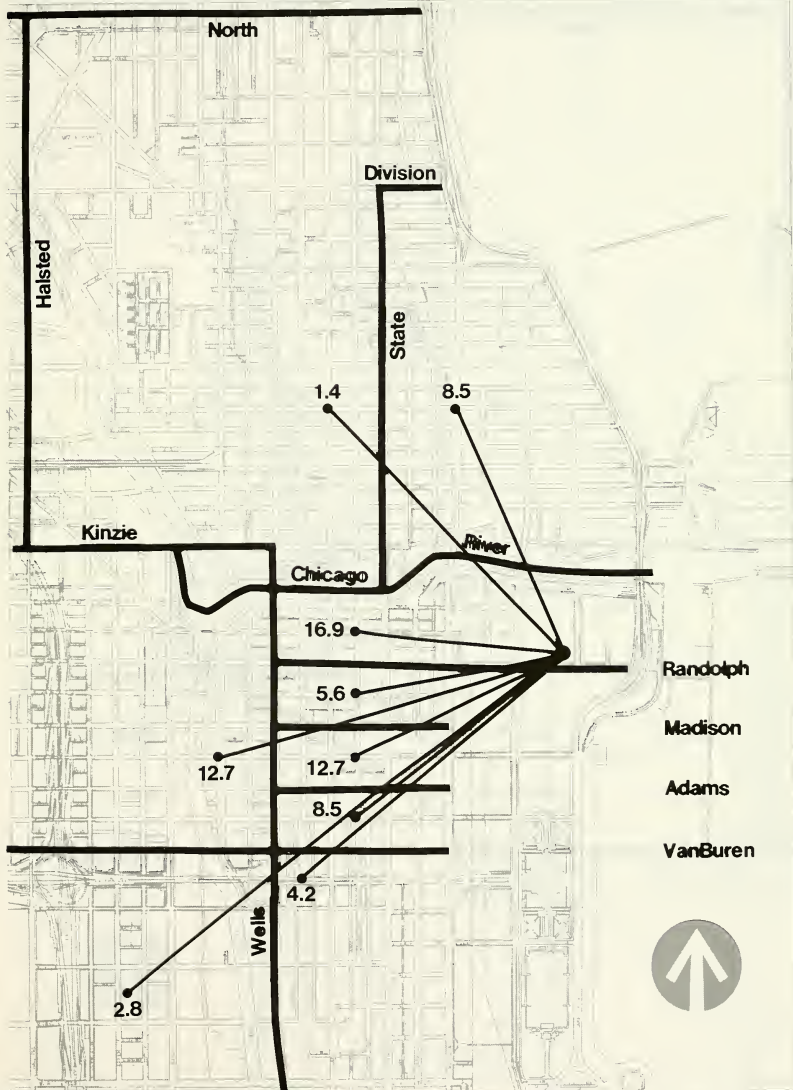 North
Division
Halsted
State
1.4
8.5
Kinzie
River
Chicago
16.9
Randolph
5.6
Madison
12.7
12.7
Adams
8.5
VanBuren
4.2
Wells
2.8